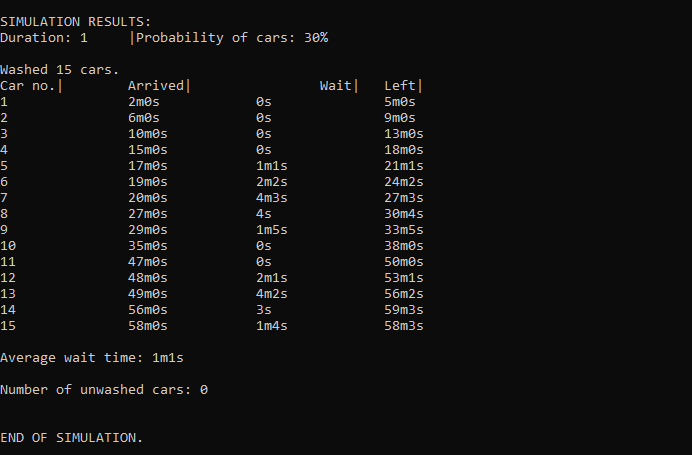 SIMULATION RESULTS:
Duration: 1 |Probability of cars: 30%
Washed 15 cars.
Car no.| Arrived| Wait| Left|
1 2m0s 0s 5m0s
2 6m0s 0s 9m0s
3 10m0s 0s 13m0s
4 15m0s 0s 18m0s
5 17m0s 1m1s 21m1s
6 19m0s 2m2s 24m2s
7 20m0s 4m3s 27m3s
8 27m0s 4s 30m4s
9 29m0s 1m5s 33m5s
10 35m0s 0s 38m0s
11 47m0s 0s 50m0s
12 48m0s 2m1s 53m1s
13 49m0s 4m2s 56m2s
14 56m0s 3s 59m3s
15 58m0s 1m4s 58m3s
Average wait time: 1m1s
Number of unwashed cars: 0
END OF SIMULATION.